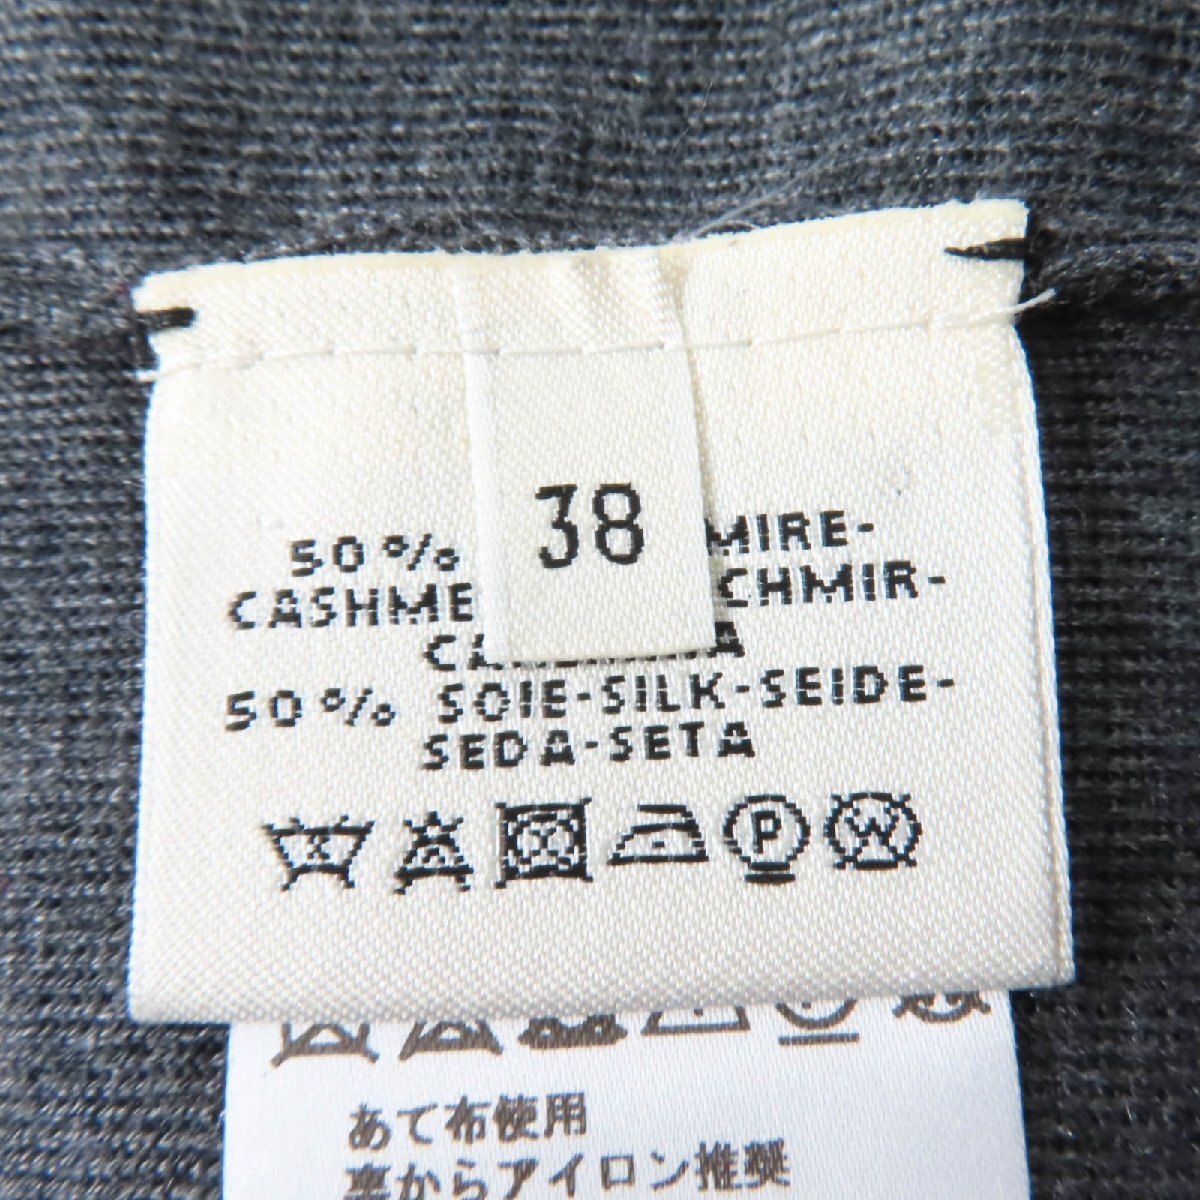 38
50% MIRE-
CASHME CHMIR-
50% SOIE-SILK-SEIDE-
SEDA-SETA
P W
あて布使用
裏からアイロン推奨